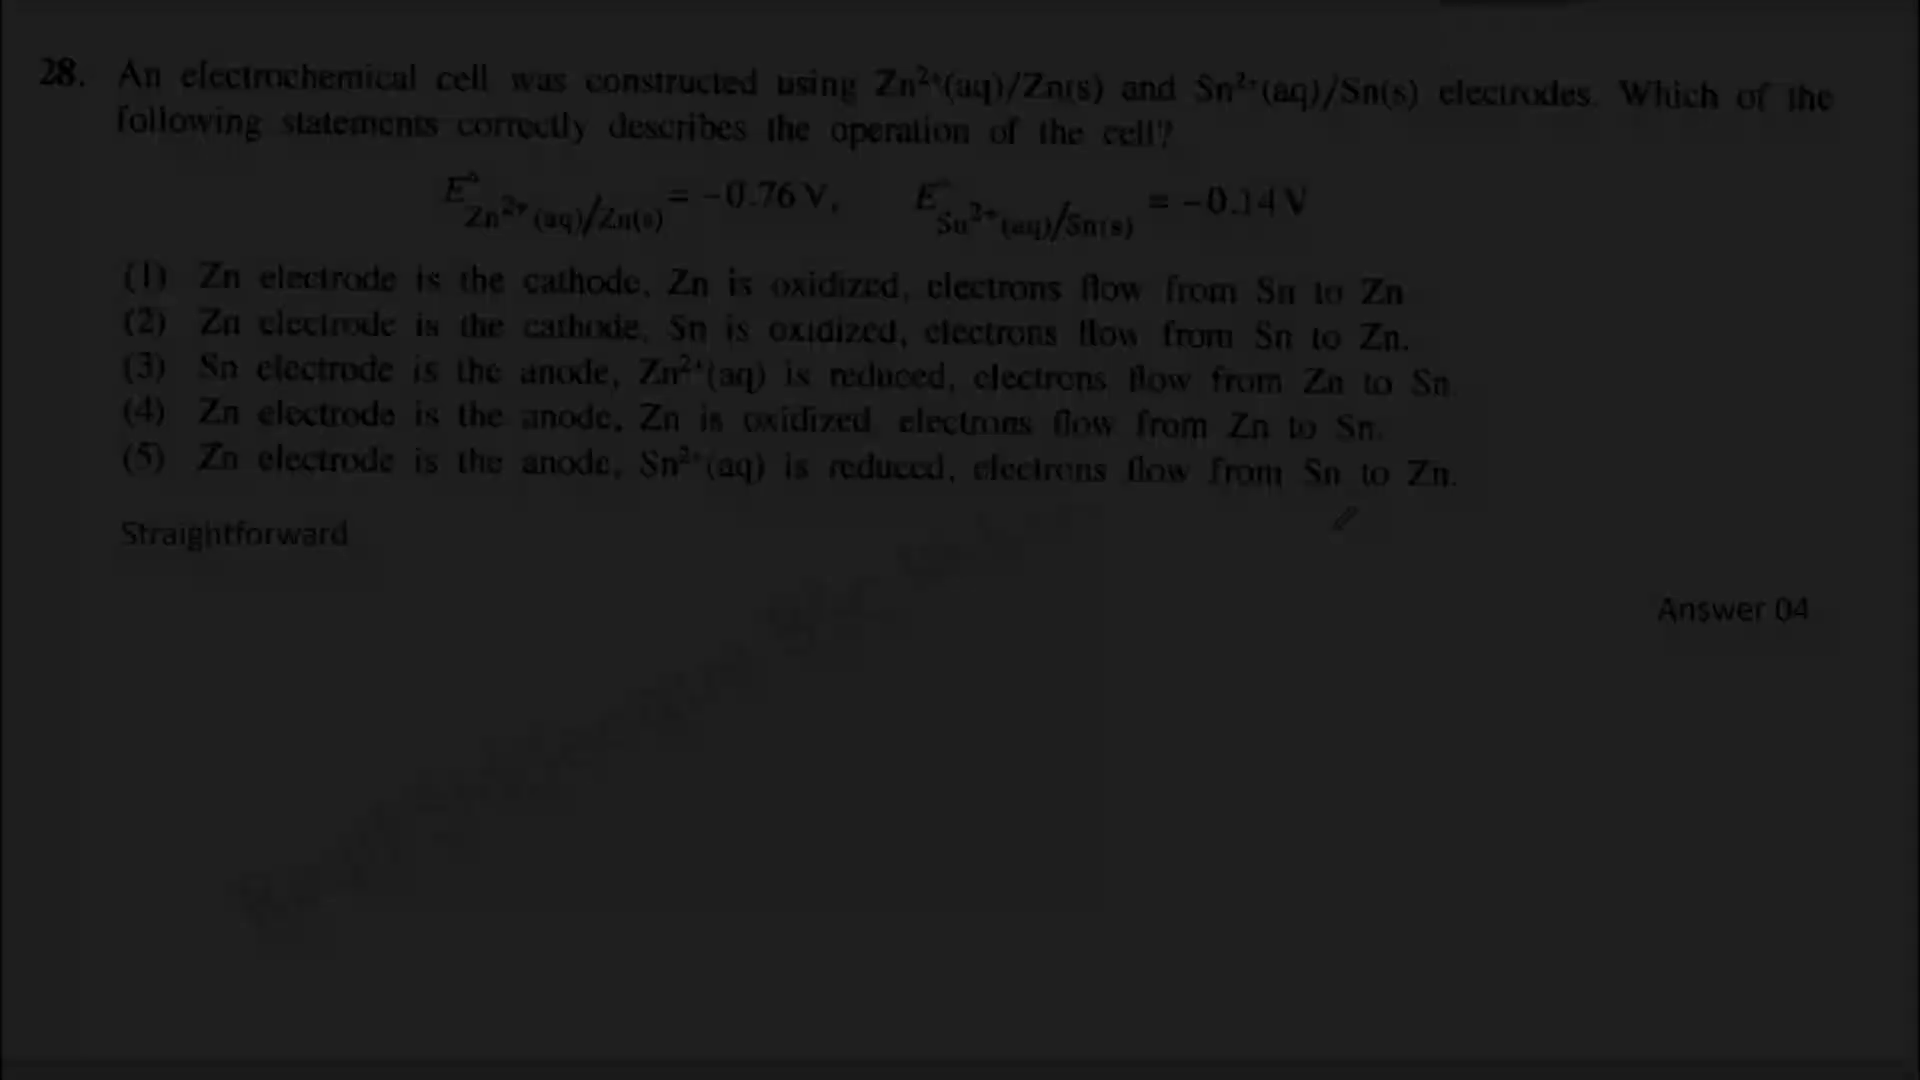 28. An electrochemical cell was constructed using Zn²⁺(aq)/Zn(s) and Sn²⁺(aq)/Sn(s) electrodes. Which of the
following statements correctly describes the operation of the cell?
E°Zn²⁺(aq)/Zn(s) = −0.76 V, E°Sn²⁺(aq)/Sn(s) = −0.14 V
(1) Zn electrode is the cathode, Zn is oxidized, electrons flow from Sn to Zn
(2) Zn electrode is the cathode, Sn is oxidized, electrons flow from Sn to Zn.
(3) Sn electrode is the anode, Zn²⁺(aq) is reduced, electrons flow from Zn to Sn
(4) Zn electrode is the anode, Zn is oxidized, electrons flow from Zn to Sn.
(5) Zn electrode is the anode, Sn²⁺(aq) is reduced, electrons flow from Sn to Zn.
Straightforward
Answer 04